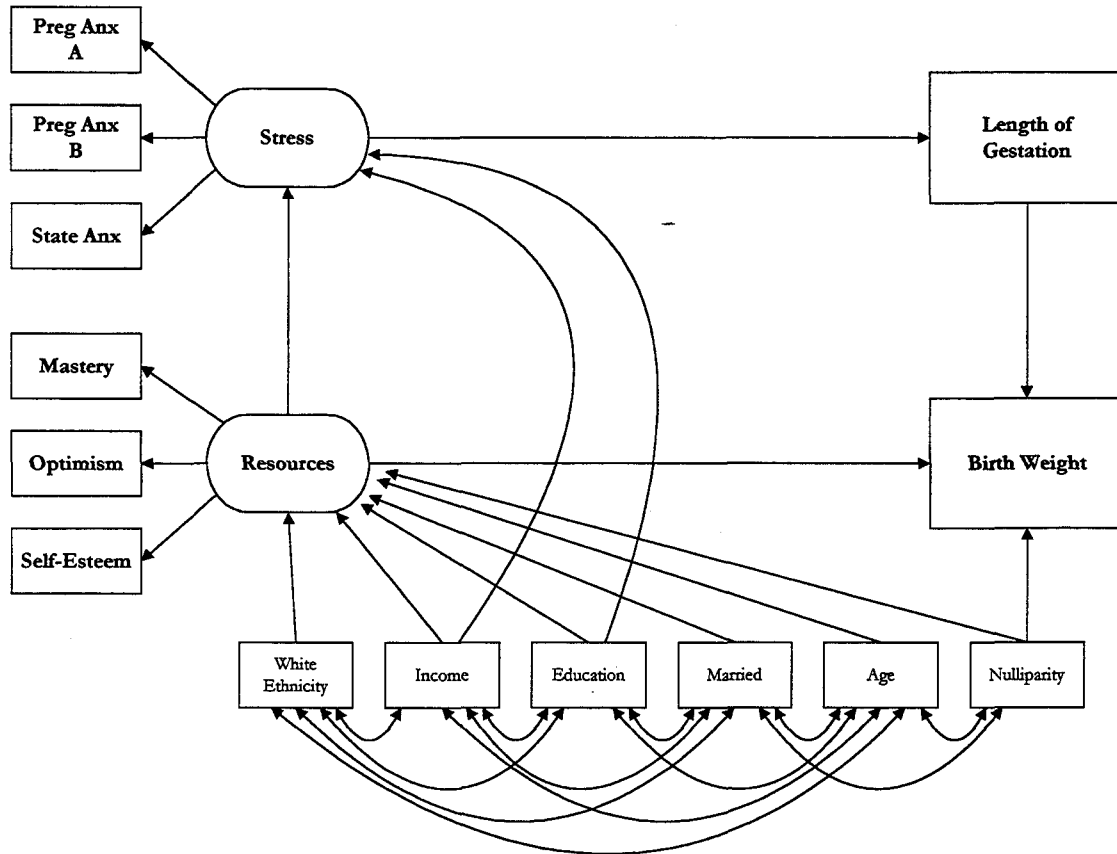 Preg Anx
A
Preg Anx
B
State Anx
Stress
Length of
Gestation
Mastery
Optimism
Self-Esteem
Resources
Birth Weight
White
Ethnicity
Income
Education
Married
Age
Nulliparity